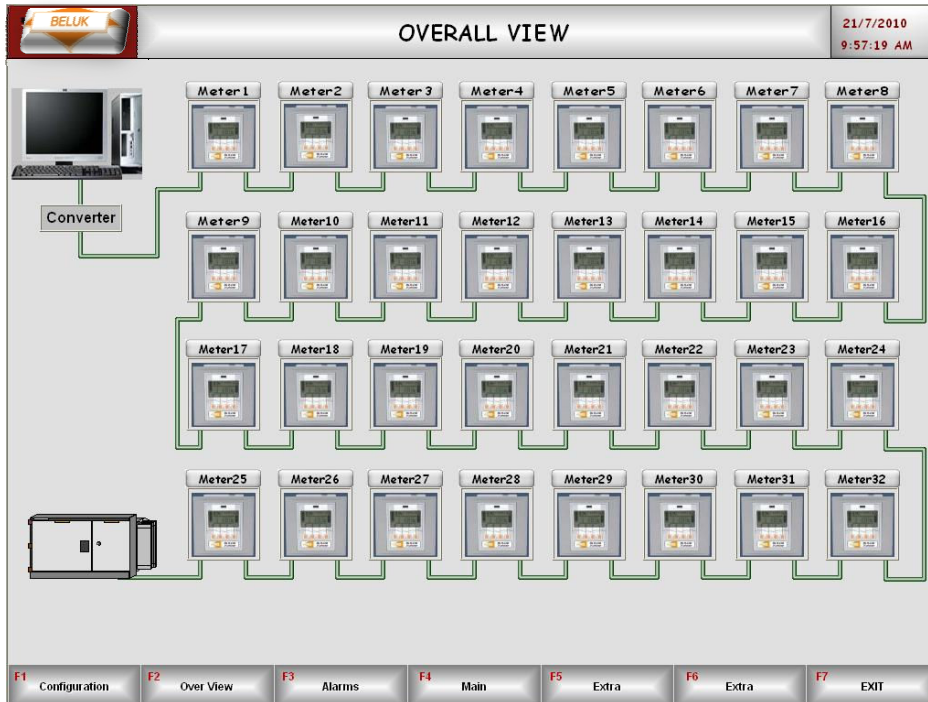 BELUK
OVERALL VIEW
21/7/2010
9:57:19 AM
Meter1 Meter2 Meter3 Meter4 Meter5 Meter6 Meter7 Meter8
Converter
Meter9 Meter10 Meter11 Meter12 Meter13 Meter14 Meter15 Meter16
Meter17 Meter18 Meter19 Meter20 Meter21 Meter22 Meter23 Meter24
Meter25 Meter26 Meter27 Meter28 Meter29 Meter30 Meter31 Meter32
F1 Configuration F2 Over View F3 Alarms F4 Main F5 Extra F6 Extra F7 EXIT